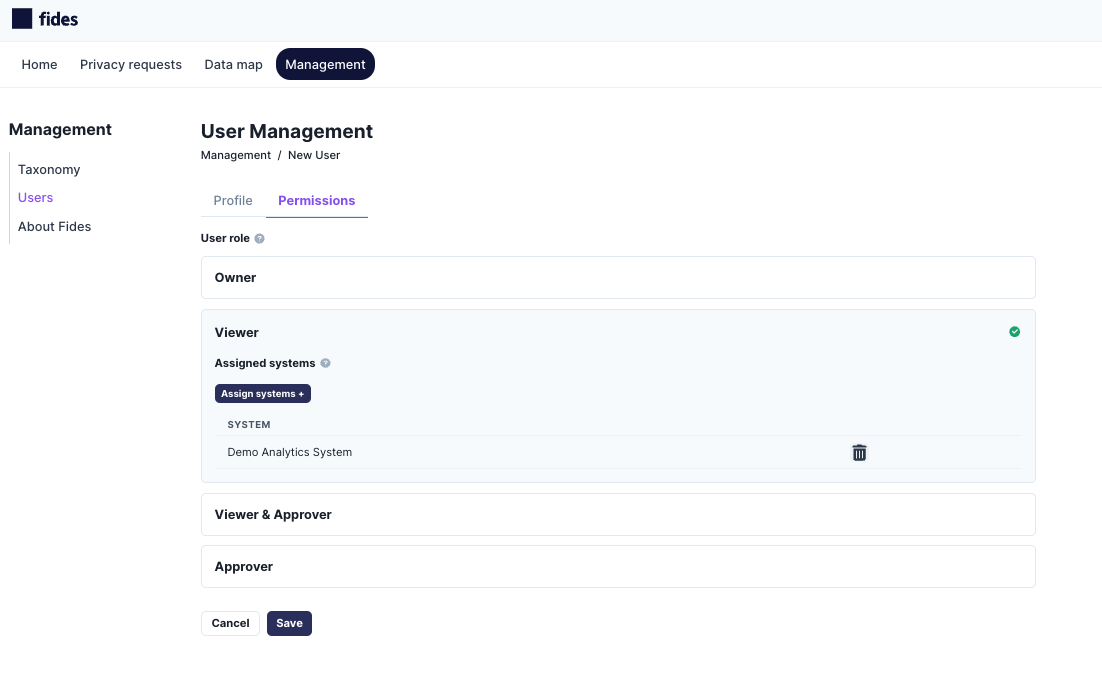 fides
Home Privacy requests Data map Management
Management
Taxonomy
Users
About Fides
User Management
Management / New User
Profile Permissions
User role ?
Owner
Viewer
Assigned systems ?
Assign systems +
SYSTEM
Demo Analytics System
Viewer & Approver
Approver
Cancel Save